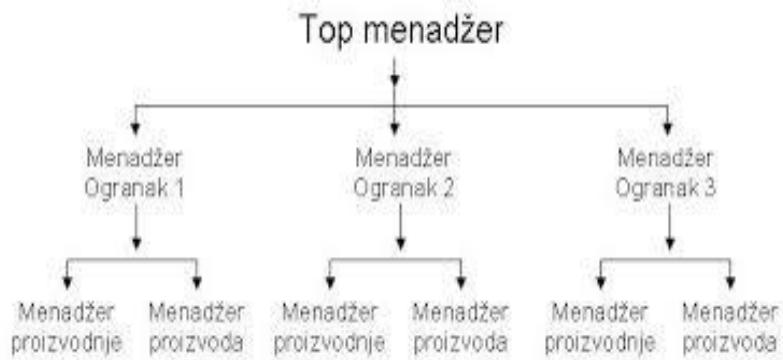 Top menadžer
Menadžer
Ogranak 1
Menadžer
Ogranak 2
Menadžer
Ogranak 3
Menadžer
proizvodnje
Menadžer
proizvoda
Menadžer
proizvodnje
Menadžer
proizvoda
Menadžer
proizvodnje
Menadžer
proizvoda